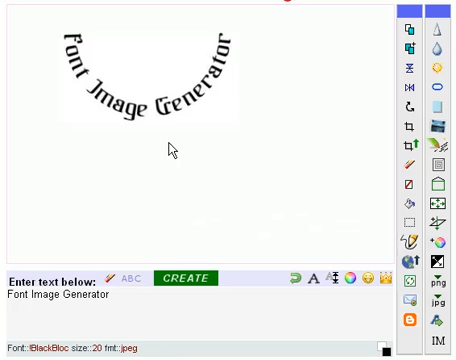 Font Image Generator
Enter text below: ABC CREATE A A
Font Image Generator
png
jpg
IM
Font::!BlackBloc size::20 fmt::jpeg